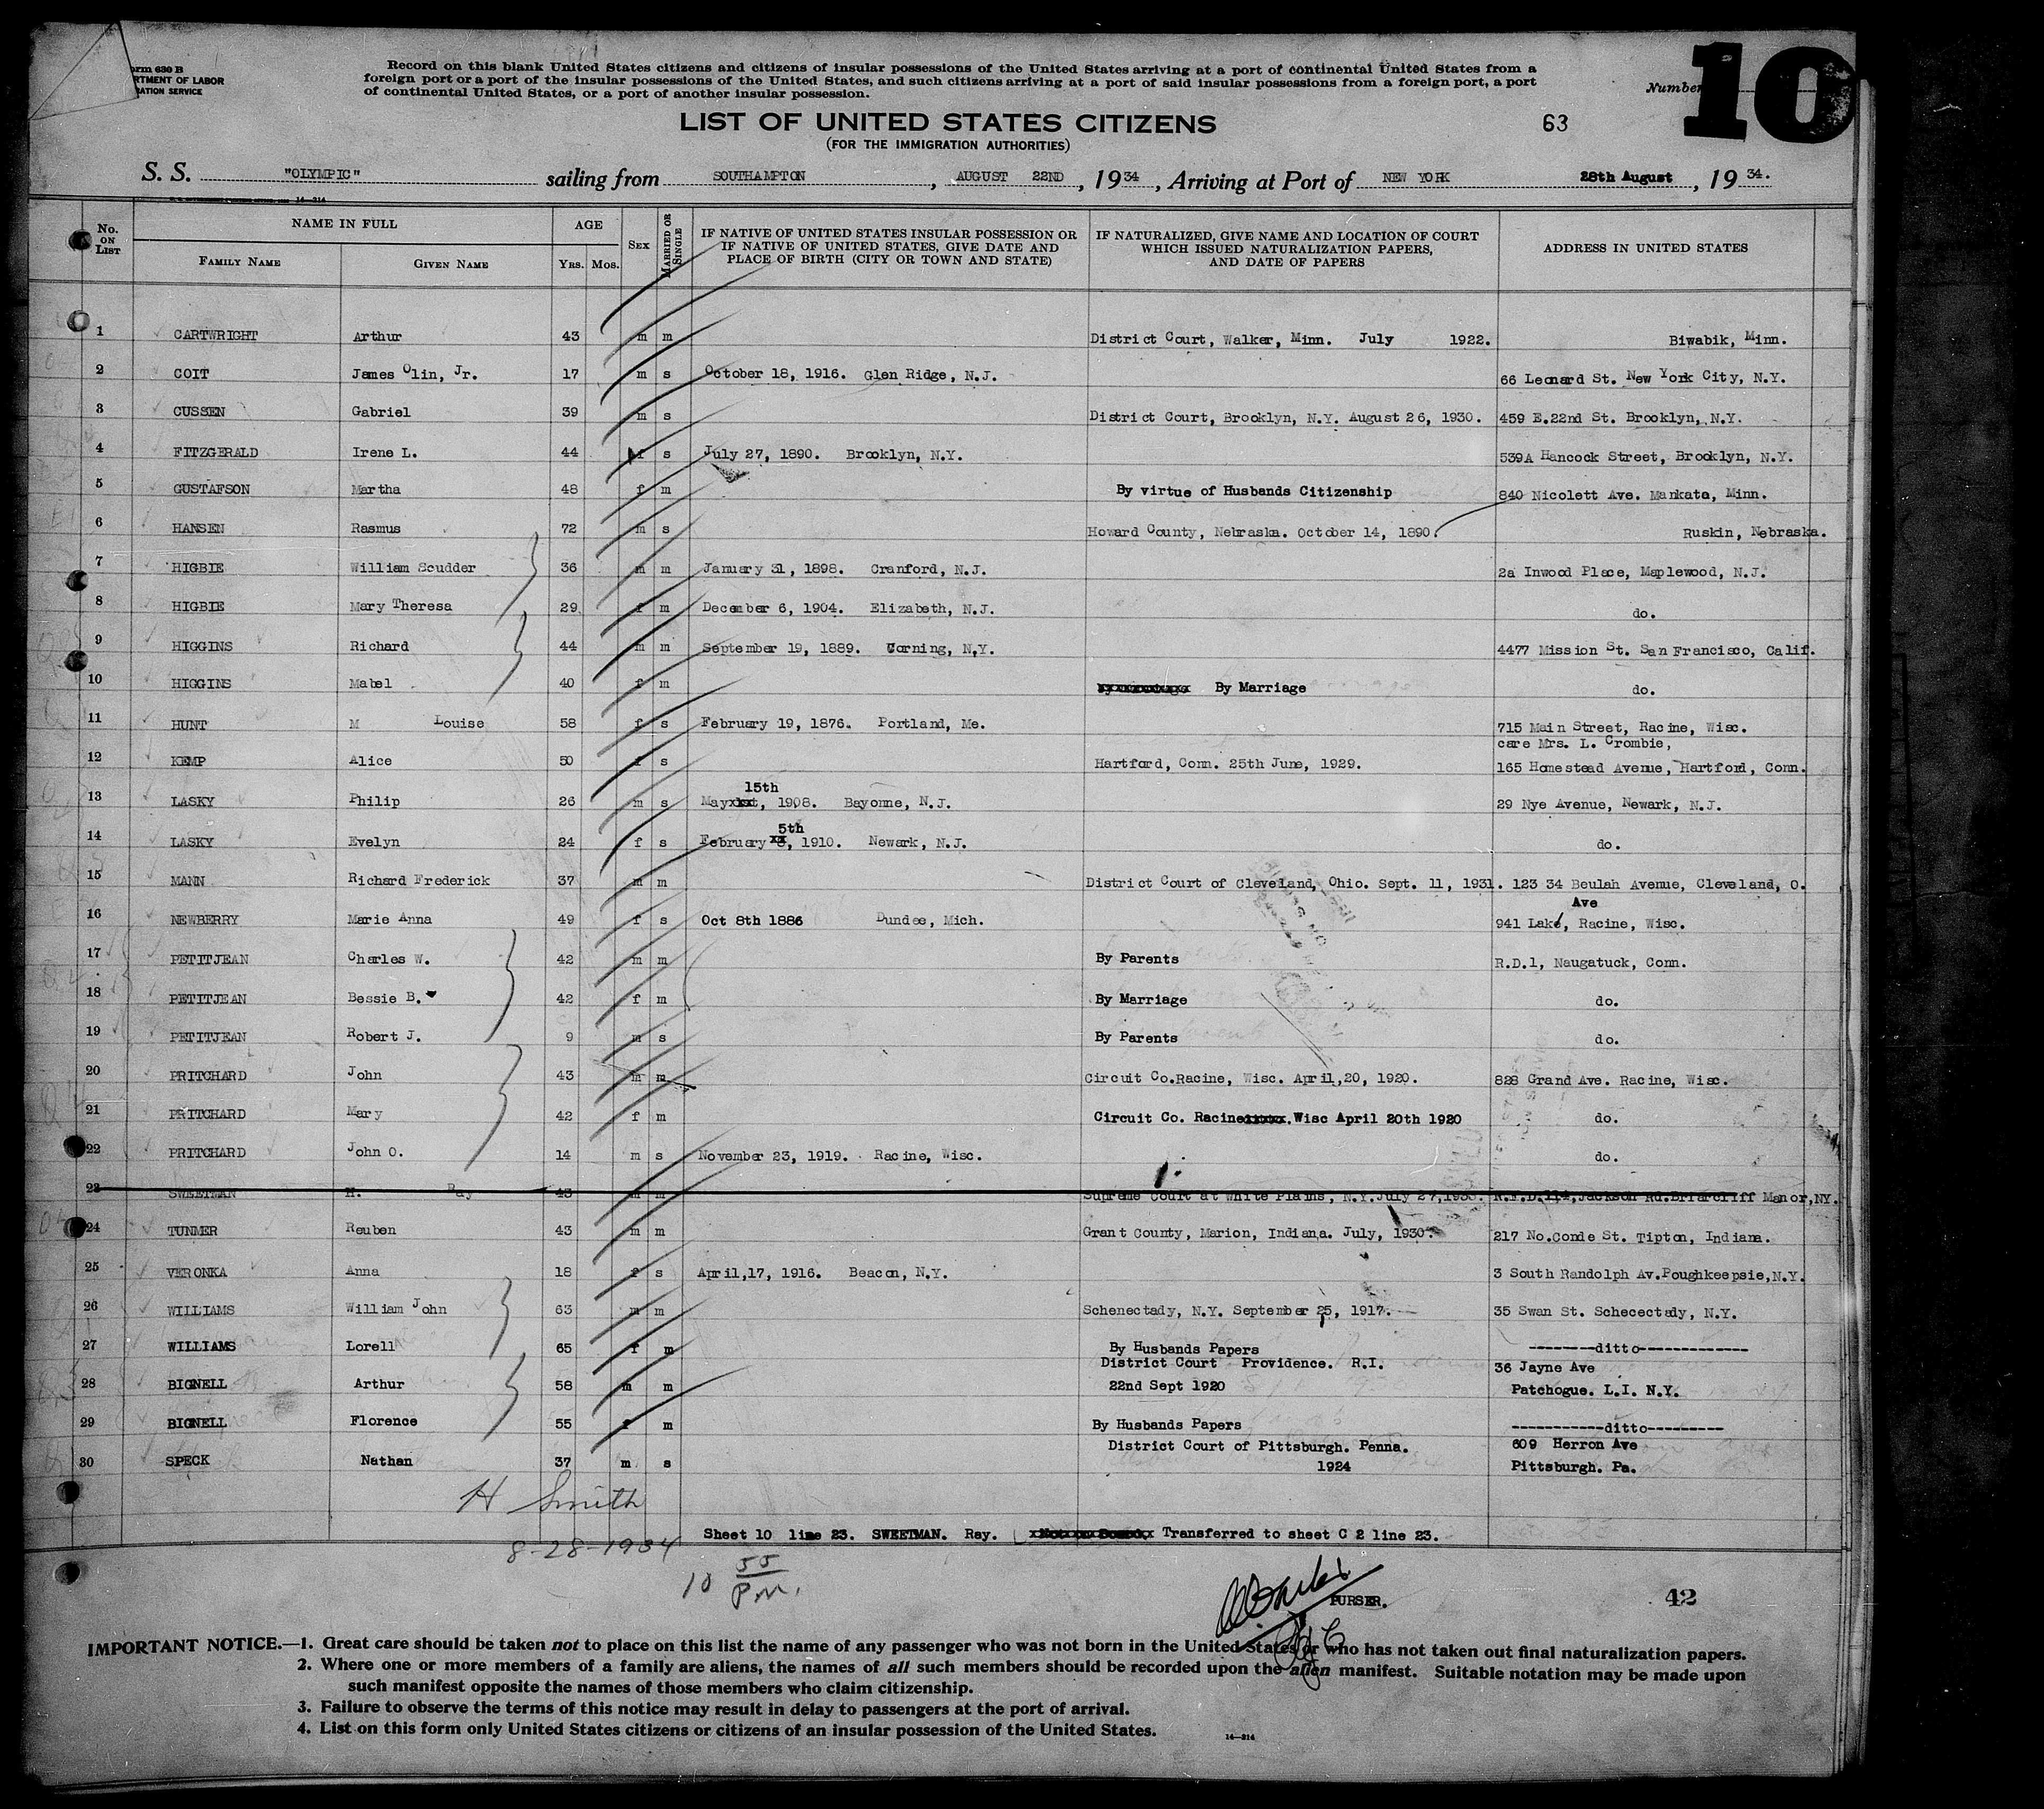 10
Form 630 B
DEPARTMENT OF LABOR
IMMIGRATION SERVICE
Record on this blank United States citizens and citizens of insular possessions of the United States arriving at a port of continental United States from a
foreign port or a port of the insular possessions of the United States, and such citizens arriving at a port of said insular possessions from a foreign port, a port
of continental United States, or a port of another insular possession.
Number
LIST OF UNITED STATES CITIZENS
63
(FOR THE IMMIGRATION AUTHORITIES)
S. S. "OLYMPIC" sailing from SOUTHAMPTON, AUGUST 22ND, 1934, Arriving at Port of NEW YORK 28th August, 1934.
14—214
No. ON LIST NAME IN FULL FAMILY NAME GIVEN NAME AGE YRS. MOS. SEX MARRIED OR SINGLE IF NATIVE OF UNITED STATES INSULAR POSSESSION OR IF NATIVE OF UNITED STATES, GIVE DATE AND PLACE OF BIRTH (CITY OR TOWN AND STATE) IF NATURALIZED, GIVE NAME AND LOCATION OF COURT WHICH ISSUED NATURALIZATION PAPERS, AND DATE OF PAPERS ADDRESS IN UNITED STATES
1 CARTWRIGHT Arthur 43 m m District Court, Walker, Minn. July 1922. Biwabik, Minn.
2 COIT James Olin, Jr. 17 m s October 18, 1916. Glen Ridge, N.J. 66 Leonard St. New York City, N.Y.
3 CUSSEN Gabriel 39 m s District Court, Brooklyn, N.Y. August 26, 1930. 459 E.22nd St. Brooklyn, N.Y.
4 FITZGERALD Irene L. 44 f s July 27, 1890. Brooklyn, N.Y. 539A Hancock Street, Brooklyn, N.Y.
5 GUSTAFSON Martha 48 f m By virtue of Husbands Citizenship 840 Nicolett Ave. Mankato, Minn.
6 HANSEN Rasmus 72 m s Howard County, Nebraska. October 14, 1890. Ruskin, Nebraska.
7 HIGBIE William Scudder 36 m m January 31, 1898. Cranford, N.J. 2a Inwood Place, Maplewood, N.J.
8 HIGBIE Mary Theresa 29 f m December 6, 1904. Elizabeth, N.J. do.
9 HIGGINS Richard 44 m m September 19, 1889. Corning, N.Y. 4477 Mission St. San Francisco, Calif.
10 HIGGINS Mabel 40 f m By Marriage do.
11 HUNT M Louise 58 f s February 19, 1876. Portland, Me. 715 Main Street, Racine, Wisc.
care Mrs. L. Crombie,
12 KEMP Alice 50 f s Hartford, Conn. 25th June, 1929. 165 Homestead Avenue, Hartford, Conn.
15th
13 LASKY Philip 26 m s May, 1908. Bayonne, N.J. 29 Nye Avenue, Newark, N.J.
5th
14 LASKY Evelyn 24 f s February, 1910. Newark, N.J. do.
15 MANN Richard Frederick 37 m m District Court of Cleveland, Ohio. Sept. 11, 1931. 123 34 Beulah Avenue, Cleveland, O.
Ave
16 NEWBERRY Marie Anna 49 f s Oct 8th 1886 Dundee, Mich. 941 Lake, Racine, Wisc.
17 PETITJEAN Charles W. 42 m m By Parents R.D.1, Naugatuck, Conn.
18 PETITJEAN Bessie B. 42 f m By Marriage do.
19 PETITJEAN Robert J. 9 m s By Parents do.
20 PRITCHARD John 43 m m Circuit Co.Racine, Wisc. April,20, 1920. 828 Grand Ave. Racine, Wisc.
21 PRITCHARD Mary 42 f m Circuit Co. Racine. Wisc April 20th 1920 do.
22 PRITCHARD John O. 14 m s November 23, 1919. Racine, Wisc. do.
23 SWEETMAN H. Ray 43 m m Supreme Court at White Plains, N.Y. July 27, R.F.D.114, Jackson Rd. Briarcliff Manor, NY.
24 TUNMER Reuben 43 m m Grant County, Marion, Indiana. July, 1930. 217 No.Conde St. Tipton, Indiana.
25 VERONKA Anna 18 f s April,17, 1916. Beacon, N.Y. 3 South Randolph Av.Poughkeepsie,N.Y.
26 WILLIAMS William John 63 m m Schenectady, N.Y. September 25, 1917. 35 Swan St. Schecectady, N.Y.
27 WILLIAMS Lorell 65 f m By Husbands Papers --------ditto-------------
District Court Providence. R.I. 36 Jayne Ave
28 BIGNELL Arthur 58 m m 22nd Sept 1920 Patchogue. L.I. N.Y.
29 BIGNELL Florence 55 f m By Husbands Papers -----------ditto---------
District Court of Pittsburgh. Penna. 609 Herron Ave
30 SPECK Nathan 37 m s 1924 Pittsburgh. Pa.
H Smith
Sheet 10 line 23. SWEETMAN. Ray. Transferred to sheet C 2 line 23.
8-28-1934
10 55 P.M.
PURSER.
42
IMPORTANT NOTICE.—1. Great care should be taken not to place on this list the name of any passenger who was not born in the United States or who has not taken out final naturalization papers.
2. Where one or more members of a family are aliens, the names of all such members should be recorded upon the alien manifest. Suitable notation may be made upon
such manifest opposite the names of those members who claim citizenship.
3. Failure to observe the terms of this notice may result in delay to passengers at the port of arrival.
4. List on this form only United States citizens or citizens of an insular possession of the United States.
14—214